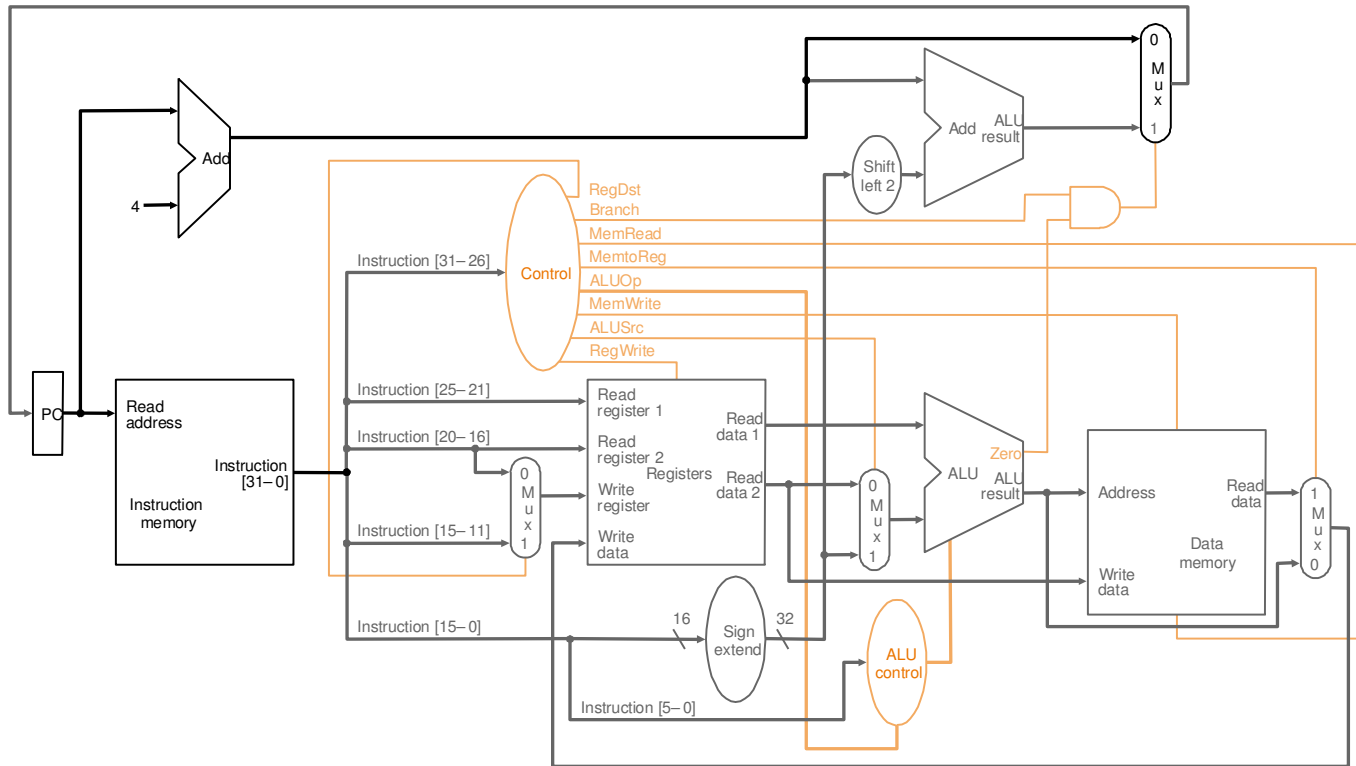 0
M
u
x
1
Add
4
Add
ALU
result
Shift
left 2
RegDst
Branch
MemRead
MemtoReg
ALUOp
MemWrite
ALUSrc
RegWrite
Instruction [31–26]
Control
PC
Read
address
Instruction
[31–0]
Instruction
memory
Instruction [25–21]
Instruction [20–16]
Instruction [15–11]
0
M
u
x
1
Read
register 1
Read
register 2
Write
register
Write
data
Registers
Read
data 1
Read
data 2
0
M
u
x
1
Zero
ALU
ALU
result
Address
Write
data
Read
data
Data
memory
1
M
u
x
0
Instruction [15–0]
16
Sign
extend
32
ALU
control
Instruction [5–0]